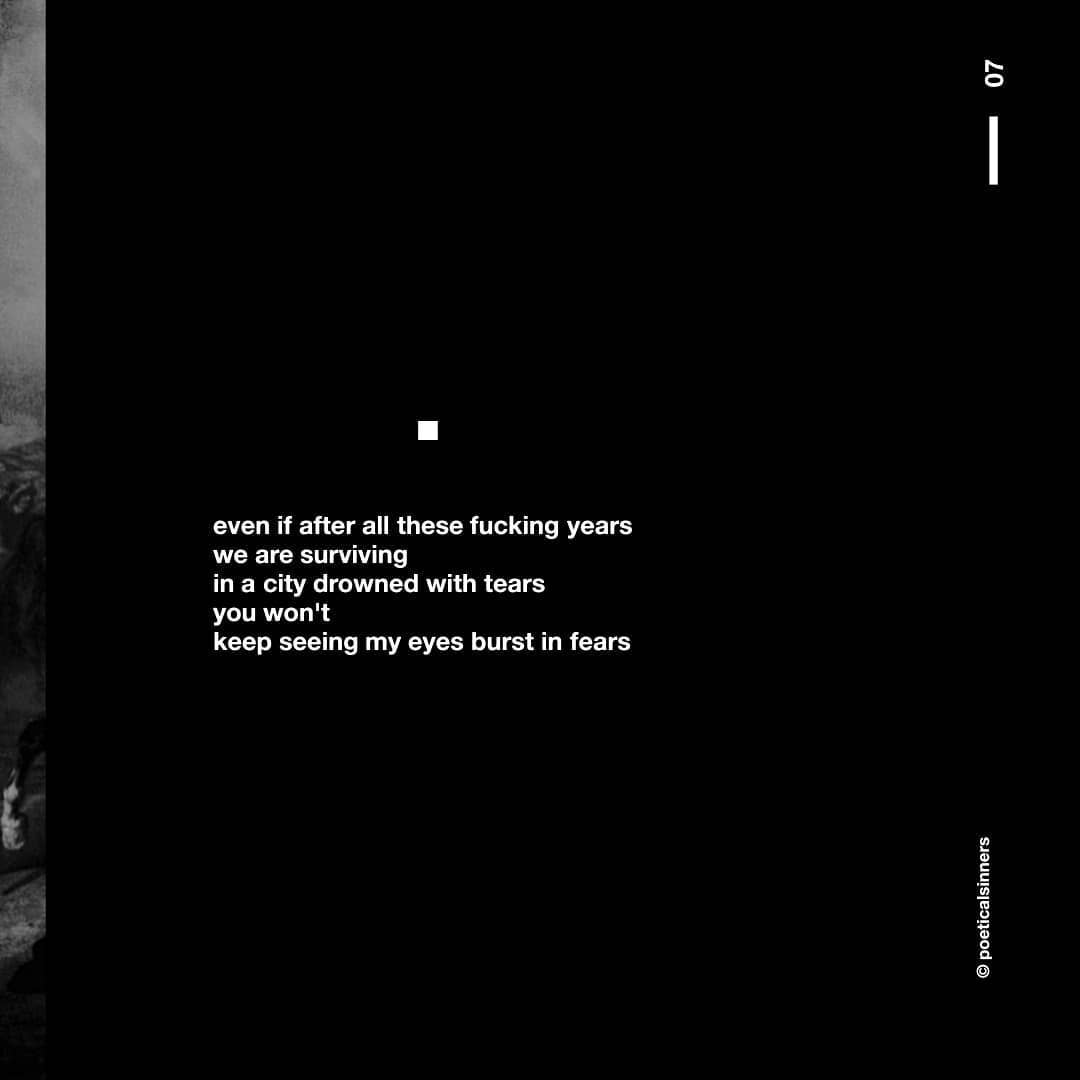 07
even if after all these fucking years
we are surviving
in a city drowned with tears
you won't
keep seeing my eyes burst in fears
© poeticalsinners